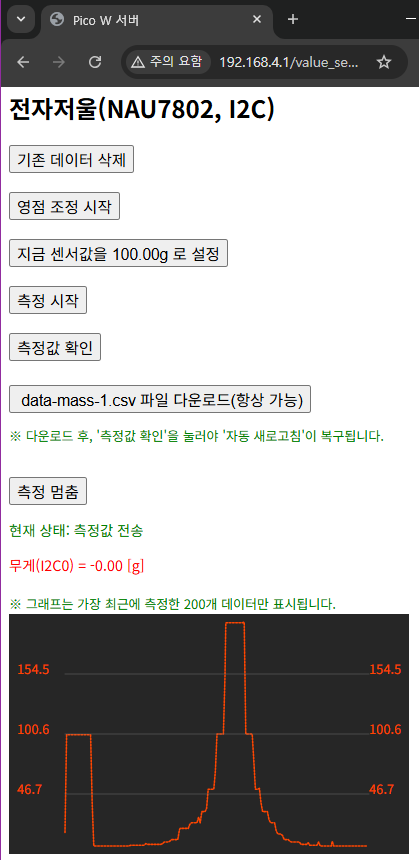 Pico W 서버
주의 요함
192.168.4.1/value_se...
전자저울(NAU7802, I2C)
기존 데이터 삭제
영점 조정 시작
지금 센서값을 100.00g 로 설정
측정 시작
측정값 확인
data-mass-1.csv 파일 다운로드(항상 가능)
※ 다운로드 후, '측정값 확인'을 눌러야 '자동 새로고침'이 복구됩니다.
측정 멈춤
현재 상태: 측정값 전송
무게(I2C0) = -0.00 [g]
※ 그래프는 가장 최근에 측정한 200개 데이터만 표시됩니다.
154.5 154.5
100.6 100.6
46.7 46.7